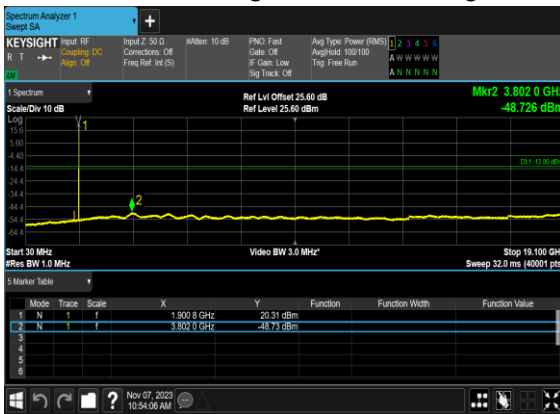 Spectrum Analyzer 1
Swept SA
+
KEYSIGHT Input: RF Input Z: 50 Ω #Atten: 10 dB PNO: Fast Avg Type: Power (RMS) 1 2 3 4 5 6
R T Coupling: DC Corrections: Off Gate: Off Avg|Hold: 100/100 A W W W W W
Align: Off Freq Ref: Int (S) IF Gain: Low Trig: Free Run
LV Sig Track: Off A N N N N N
1 Spectrum Ref Lvl Offset 25.60 dB Mkr2 3.802 0 GHz
Scale/Div 10 dB Ref Level 25.60 dBm -48.726 dBm
Log
15.6
5.60
-4.40
-14.4
-24.4
-34.4
-44.4
-54.4
-64.4
1
DL1 -13.00 dBm
2
Start 30 MHz Video BW 3.0 MHz* Stop 19.100 GHz
#Res BW 1.0 MHz Sweep 32.0 ms (40001 pts)
5 Marker Table
Mode Trace Scale X Y Function Function Width Function Value
1 N 1 f 1.900 8 GHz 20.31 dBm
2 N 1 f 3.802 0 GHz -48.73 dBm
3
4
5
6
?
Nov 07, 2023
10:54:06 AM